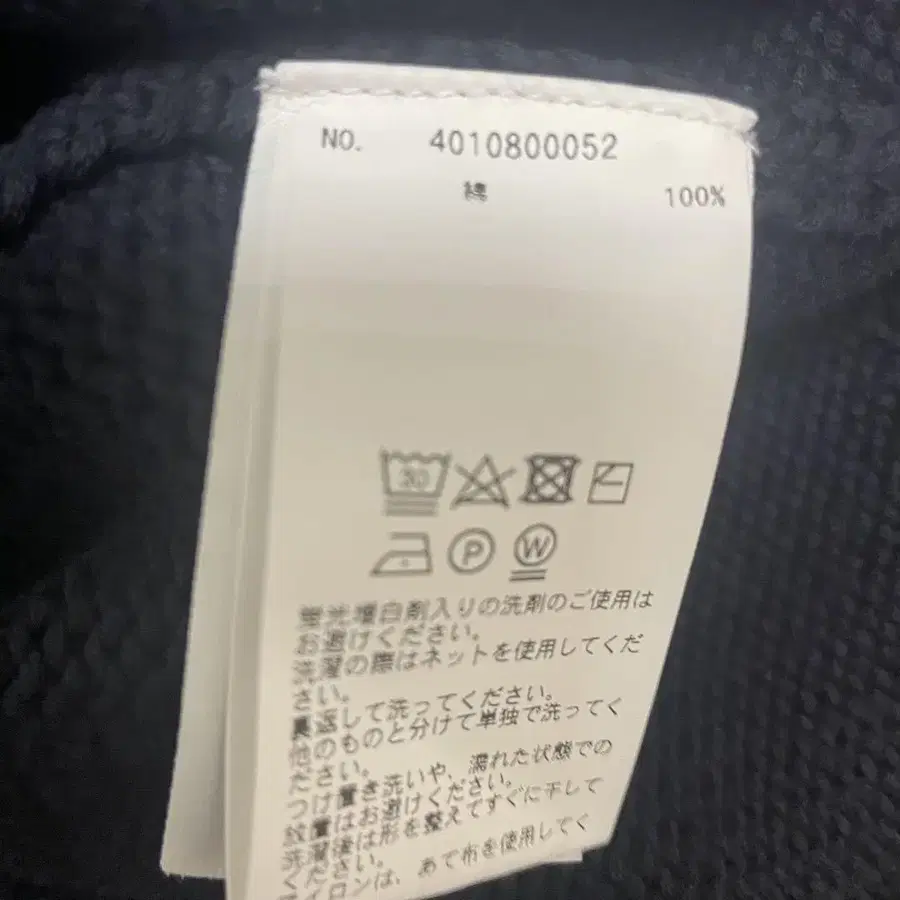 NO. 4010800052
綿 100%
30
P W
蛍光増白剤入りの洗剤のご使用は
お避けください。
洗濯の際はネットを使用してくだ
さい。
裏返して洗ってください。
他のものと分けて単独で洗ってく
ださい。
つけ置き洗いや、濡れた状態での
放置はお避けください。
洗濯後は形を整えてすぐに干して
ください。
イロンは、あて布を使用してく